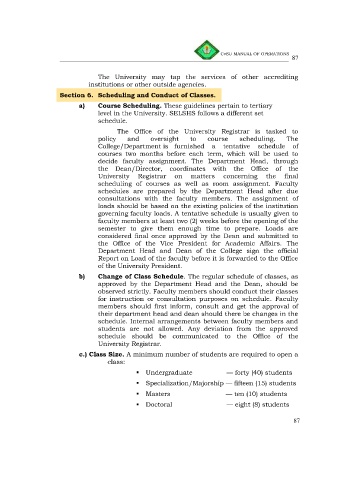 CvSU MANUAL OF OPERATIONS
87
The University may tap the services of other accrediting
institutions or other outside agencies.
Section 6. Scheduling and Conduct of Classes.
a) Course Scheduling. These guidelines pertain to tertiary
level in the University. SELSHS follows a different set
schedule.
The Office of the University Registrar is tasked to
policy and oversight to course scheduling. The
College/Department is furnished a tentative schedule of
courses two months before each term, which will be used to
decide faculty assignment. The Department Head, through
the Dean/Director, coordinates with the Office of the
University Registrar on matters concerning the final
scheduling of courses as well as room assignment. Faculty
schedules are prepared by the Department Head after due
consultations with the faculty members. The assignment of
loads should be based on the existing policies of the institution
governing faculty loads. A tentative schedule is usually given to
faculty members at least two (2) weeks before the opening of the
semester to give them enough time to prepare. Loads are
considered final once approved by the Dean and submitted to
the Office of the Vice President for Academic Affairs. The
Department Head and Dean of the College sign the official
Report on Load of the faculty before it is forwarded to the Office
of the University President.
b) Change of Class Schedule. The regular schedule of classes, as
approved by the Department Head and the Dean, should be
observed strictly. Faculty members should conduct their classes
for instruction or consultation purposes on schedule. Faculty
members should first inform, consult and get the approval of
their department head and dean should there be changes in the
schedule. Internal arrangements between faculty members and
students are not allowed. Any deviation from the approved
schedule should be communicated to the Office of the
University Registrar.
c.) Class Size. A minimum number of students are required to open a
class:
• Undergraduate — forty (40) students
• Specialization/Majorship — fifteen (15) students
• Masters — ten (10) students
• Doctoral — eight (8) students
87